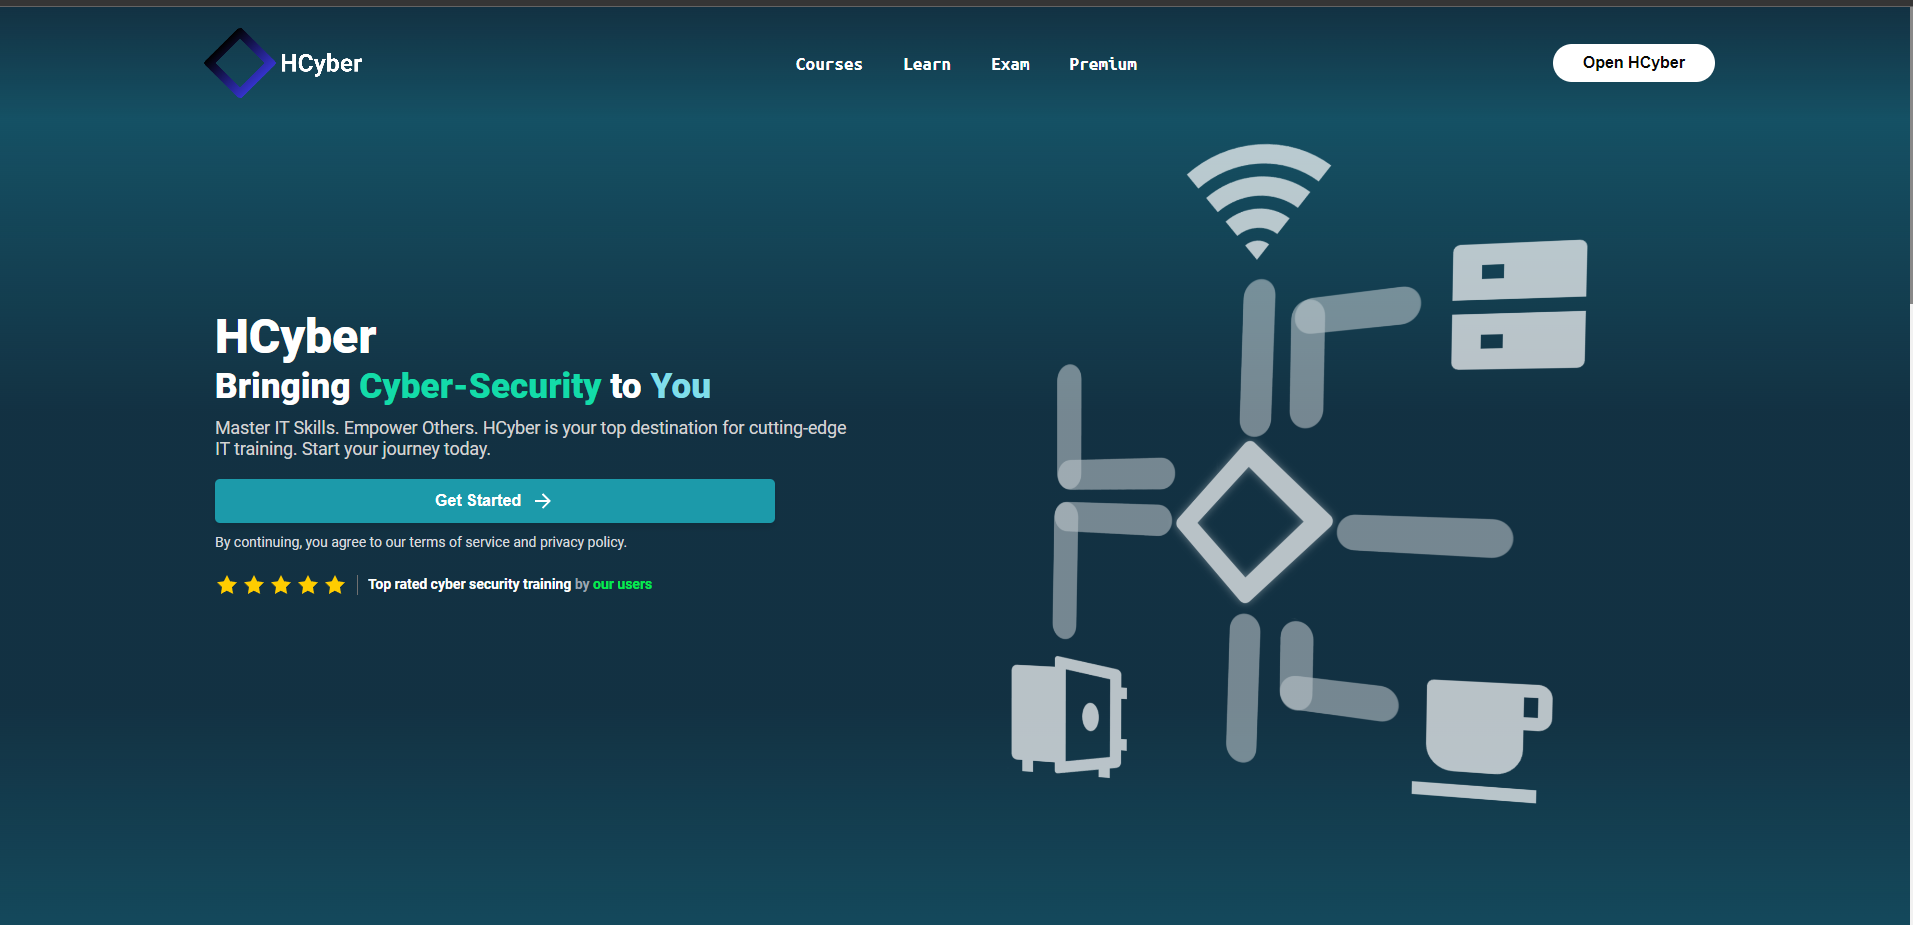 HCyber
Courses
Learn
Exam
Premium
Open HCyber
HCyber
Bringing Cyber-Security to You
Master IT Skills. Empower Others. HCyber is your top destination for cutting-edge
IT training. Start your journey today.
Get Started
By continuing, you agree to our terms of service and privacy policy.
Top rated cyber security training by our users